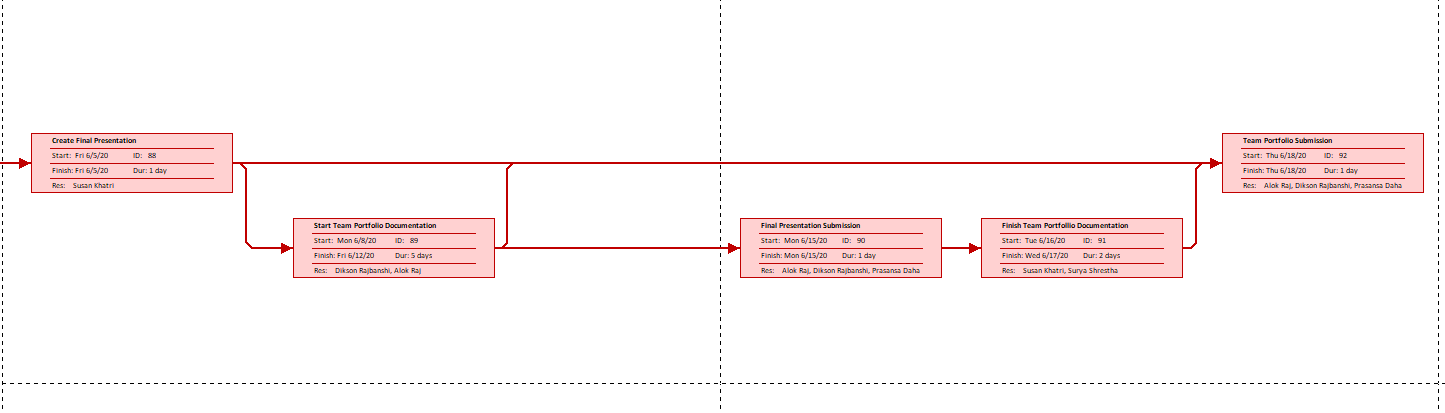 Create Final Presentation
Start: Fri 6/5/20 ID: 88
Finish: Fri 6/5/20 Dur: 1 day
Res: Susan Khatri
Start Team Portfolio Documentation
Start: Mon 6/8/20 ID: 89
Finish: Fri 6/12/20 Dur: 5 days
Res: Dikson Rajbanshi, Alok Raj
Final Presentation Submission
Start: Mon 6/15/20 ID: 90
Finish: Mon 6/15/20 Dur: 1 day
Res: Alok Raj, Dikson Rajbanshi, Prasansa Daha
Finish Team Portfollio Documentation
Start: Tue 6/16/20 ID: 91
Finish: Wed 6/17/20 Dur: 2 days
Res: Susan Khatri, Surya Shrestha
Team Portfolio Submission
Start: Thu 6/18/20 ID: 92
Finish: Thu 6/18/20 Dur: 1 day
Res: Alok Raj, Dikson Rajbanshi, Prasansa Daha